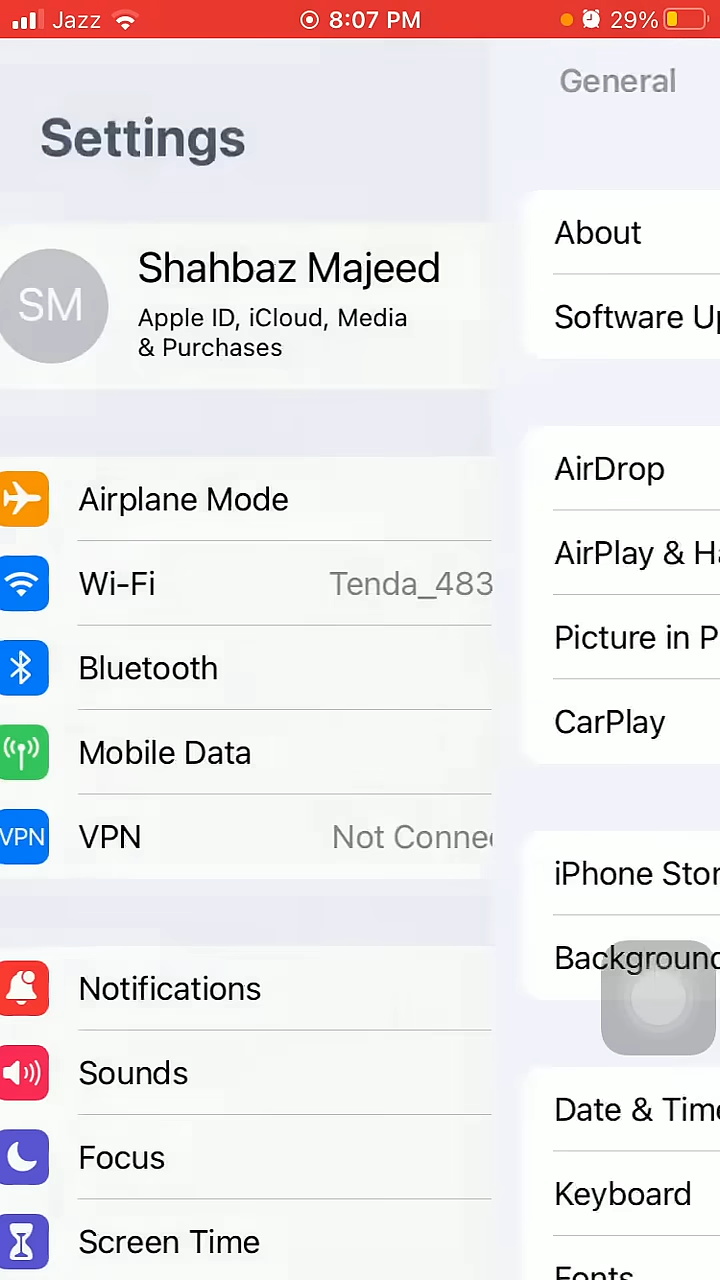 Jazz 8:07 PM 29%
Settings
SM
Shahbaz Majeed
Apple ID, iCloud, Media
& Purchases
Airplane Mode
Wi-Fi Tenda_483
Bluetooth
Mobile Data
VPN VPN Not Conne
Notifications
Sounds
Focus
Screen Time
General
About
Software Up
AirDrop
AirPlay & Ha
Picture in P
CarPlay
iPhone Stor
Background
Date & Time
Keyboard
Fonts